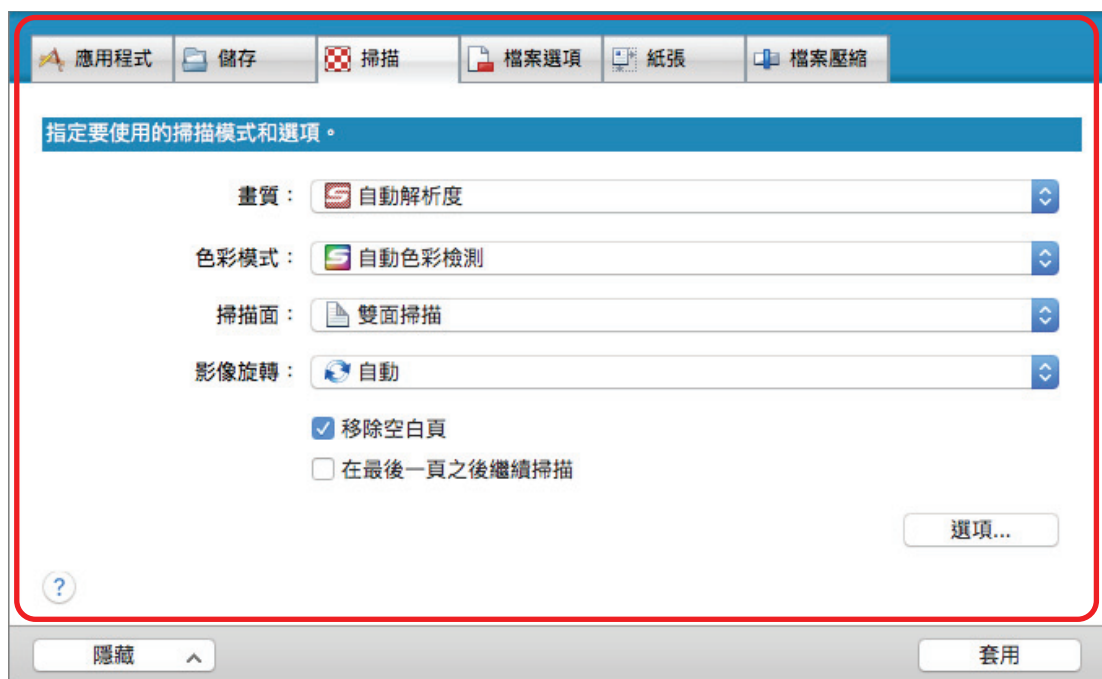 應用程式 儲存 掃描 檔案選項 紙張 檔案壓縮
指定要使用的掃描模式和選項。
畫質： 自動解析度
色彩模式： 自動色彩檢測
掃描面： 雙面掃描
影像旋轉： 自動
移除空白頁
在最後一頁之後繼續掃描
選項...
?
隱藏 套用